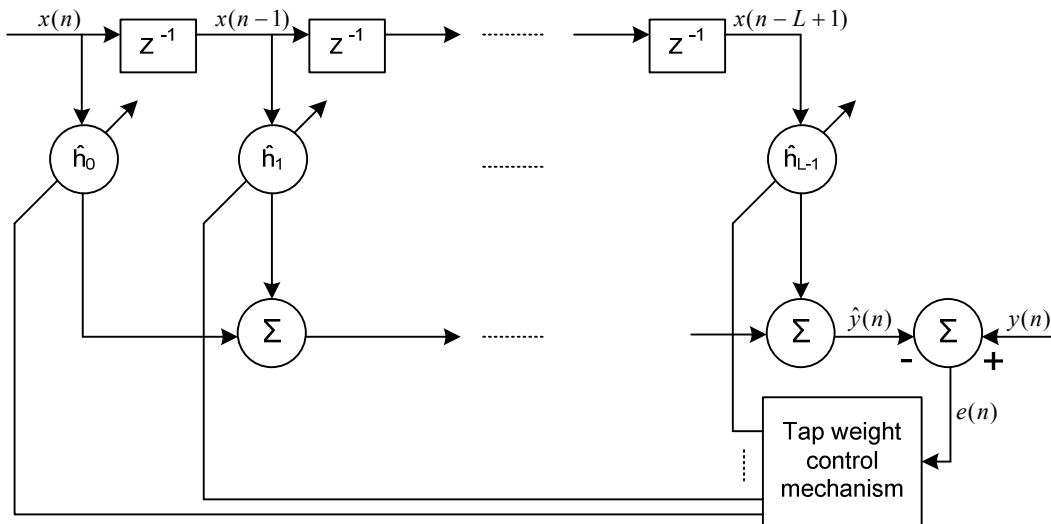 x(n) z⁻¹ x(n−1) z⁻¹ z⁻¹ x(n−L+1)
ĥ₀ ĥ₁ ĥL-1
Σ Σ ŷ(n) Σ y(n)
- +
e(n)
Tap weight
control
mechanism